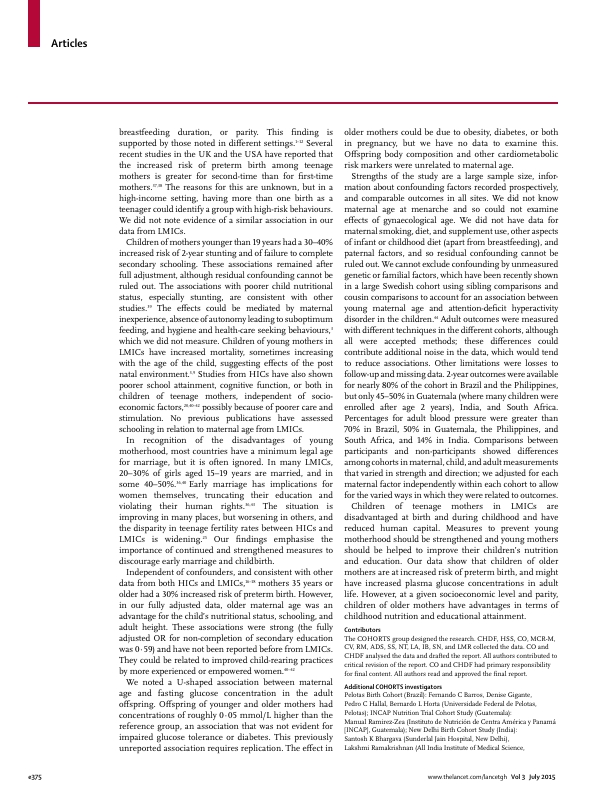 Articles
breastfeeding duration, or parity. This finding is
supported by those noted in different settings.
Several
recent studies in the UK and the USA have reported that
the increased risk of preterm birth among teenage
mothers is greater for second-time than for first-time
mothers.
The reasons for this are unknown, but in a
high-income setting, having more than one birth as a
teenager could identify a group with high-risk behaviours.
We did not note evidence of a similar association in our
data from LMICs.
Children of mothers younger than 19 years had a 30–40%
increased risk of 2-year stunting and of failure to complete
secondary schooling. These associations remained after
full adjustment, although residual confounding cannot be
ruled out. The associations with poorer child nutritional
status, especially stunting, are consistent with other
studies.
The effects could be mediated by maternal
inexperience, absence of autonomy leading to suboptimum
feeding, and hygiene and health-care seeking behaviours,
which we did not measure. Children of young mothers in
LMICs have increased mortality, sometimes increasing
with the age of the child, suggesting effects of the post
natal environment.
Studies from HICs have also shown
poorer school attainment, cognitive function, or both in
children of teenage mothers, independent of socio-
economic factors,
possibly because of poorer care and
stimulation. No previous publications have assessed
schooling in relation to maternal age from LMICs.
In recognition of the disadvantages of young
motherhood, most countries have a minimum legal age
for marriage, but it is often ignored. In many LMICs,
20–30% of girls aged 15–19 years are married, and in
some 40–50%.
Early marriage has implications for
women themselves, truncating their education and
violating their human rights.
The situation is
improving in many places, but worsening in others, and
the disparity in teenage fertility rates between HICs and
LMICs is widening.
Our findings emphasise the
importance of continued and strengthened measures to
discourage early marriage and childbirth.
Independent of confounders, and consistent with other
data from both HICs and LMICs,
mothers 35 years or
older had a 30% increased risk of preterm birth. However,
in our fully adjusted data, older maternal age was an
advantage for the child's nutritional status, schooling, and
adult height. These associations were strong (the fully
adjusted OR for non-completion of secondary education
was 0·59) and have not been reported before from LMICs.
They could be related to improved child-rearing practices
by more experienced or empowered women.
We noted a U-shaped association between maternal
age and fasting glucose concentration in the adult
offspring. Offspring of younger and older mothers had
concentrations of roughly 0·05 mmol/L higher than the
reference group, an association that was not evident for
impaired glucose tolerance or diabetes. This previously
unreported association requires replication. The effect in
older mothers could be due to obesity, diabetes, or both
in pregnancy, but we have no data to examine this.
Offspring body composition and other cardiometabolic
risk markers were unrelated to maternal age.
Strengths of the study are a large sample size, infor-
mation about confounding factors recorded prospectively,
and comparable outcomes in all sites. We did not know
maternal age at menarche and so could not examine
effects of gynaecological age. We did not have data for
maternal smoking, diet, and supplement use, other aspects
of infant or childhood diet (apart from breastfeeding), and
paternal factors, and so residual confounding cannot be
ruled out. We cannot exclude confounding by unmeasured
genetic or familial factors, which have been recently shown
in a large Swedish cohort using sibling comparisons and
cousin comparisons to account for an association between
young maternal age and attention-deficit hyperactivity
disorder in the children.
Adult outcomes were measured
with different techniques in the different cohorts, although
all were accepted methods; these differences could
contribute additional noise in the data, which would tend
to reduce associations. Other limitations were losses to
follow-up and missing data. 2-year outcomes were available
for nearly 80% of the cohort in Brazil and the Philippines,
but only 45–50% in Guatemala (where many children were
enrolled after age 2 years), India, and South Africa.
Percentages for adult blood pressure were greater than
70% in Brazil, 50% in Guatemala, the Philippines, and
South Africa, and 14% in India. Comparisons between
participants and non-participants showed differences
among cohorts in maternal, child, and adult measurements
that varied in strength and direction; we adjusted for each
maternal factor independently within each cohort to allow
for the varied ways in which they were related to outcomes.
Children of teenage mothers in LMICs are
disadvantaged at birth and during childhood and have
reduced human capital. Measures to prevent young
motherhood should be strengthened and young mothers
should be helped to improve their children's nutrition
and education. Our data show that children of older
mothers are at increased risk of preterm birth, and might
have increased plasma glucose concentrations in adult
life. However, at a given socioeconomic level and parity,
children of older mothers have advantages in terms of
childhood nutrition and educational attainment.
Contributors
The COHORTS group designed the research. CHDF, HSS, CO, MCR-M,
CV, RM, ADS, SS, NT, LA, IB, SN, and LMR collected the data. CO and
CHDF analysed the data and drafted the report. All authors contributed to
critical revision of the report. CO and CHDF had primary responsibility
for final content. All authors read and approved the final report.
Additional COHORTS investigators
Pelotas Birth Cohort (Brazil): Fernando C Barros, Denise Gigante,
Pedro C Hallal, Bernardo L Horta (Universidade Federal de Pelotas,
Pelotas); INCAP Nutrition Trial Cohort Study (Guatemala):
Manual Ramirez-Zea (Instituto de Nutrición de Centra América y Panamá
[INCAP], Guatemala); New Delhi Birth Cohort Study (India):
Santosh K Bhargava (Sunderlal Jain Hospital, New Delhi),
Lakshmi Ramakrishnan (All India Institute of Medical Science,
e375
www.thelancet.com/lancetgh Vol 3 July 2015